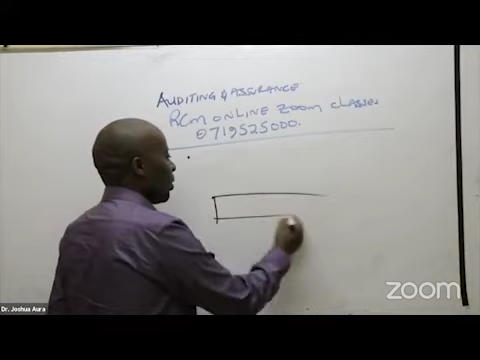 AUDITING & ASSURANCE
RCM ONLINE ZOOM classes
0719525000.
zoom
Dr. Joshua Aura